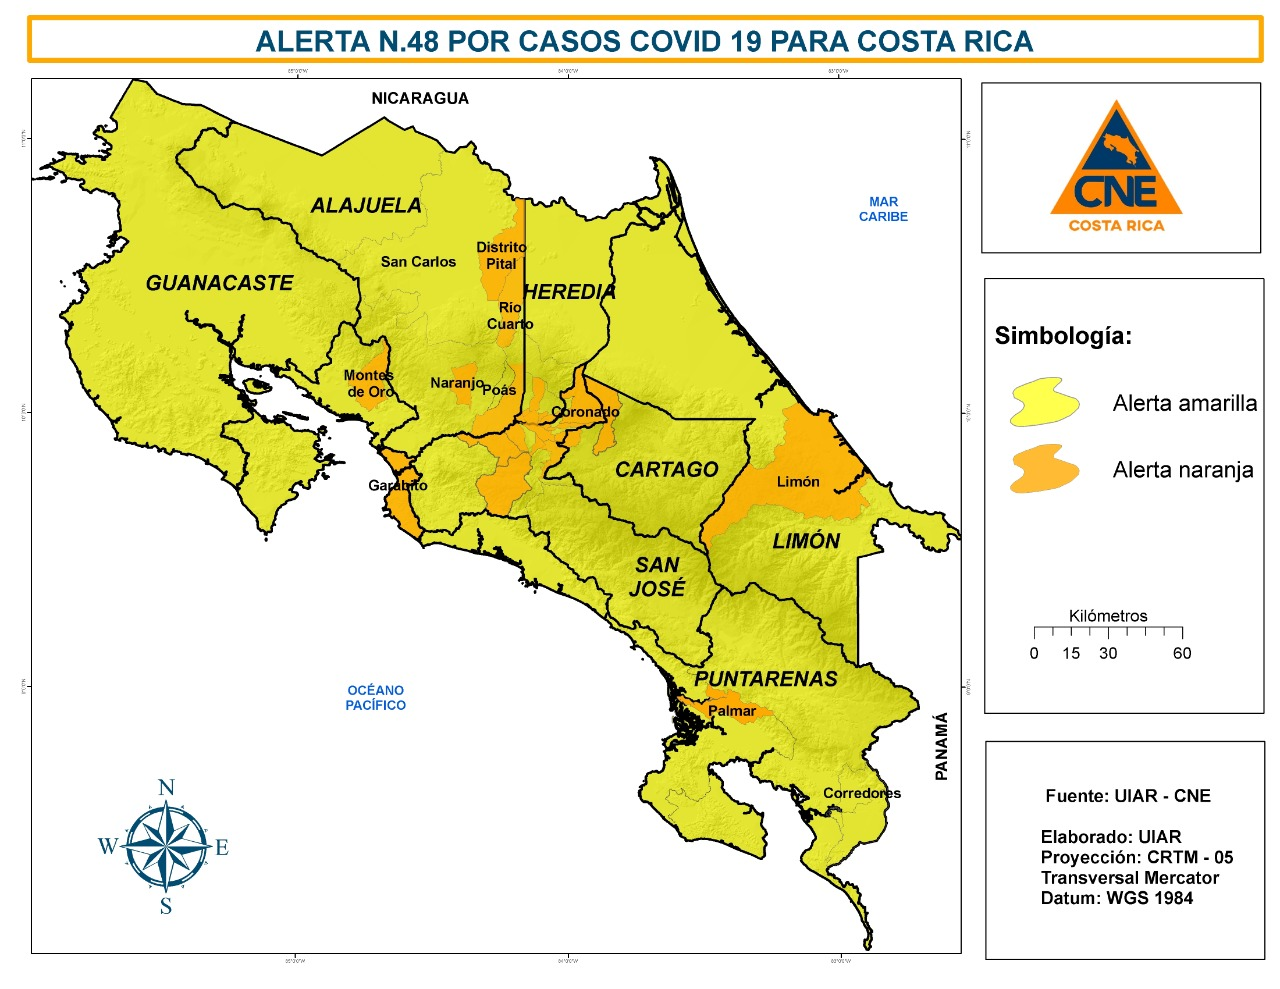 ALERTA N.48 POR CASOS COVID 19 PARA COSTA RICA
NICARAGUA
MAR
CARIBE
ALAJUELA
San Carlos
Distrito
Pital
GUANACASTE
HEREDIA
Río
Cuarto
Montes
de Oro
Naranjo
Poás
Coronado
CARTAGO
Garabito
Limón
LIMÓN
SAN
JOSÉ
PUNTARENAS
Palmar
OCÉANO
PACÍFICO
PANAMÁ
Corredores
N
W
E
S
CNE
COSTA RICA
Simbología:
Alerta amarilla
Alerta naranja
Kilómetros
0 15 30 60
Fuente: UIAR - CNE
Elaborado: UIAR
Proyección: CRTM - 05
Transversal Mercator
Datum: WGS 1984